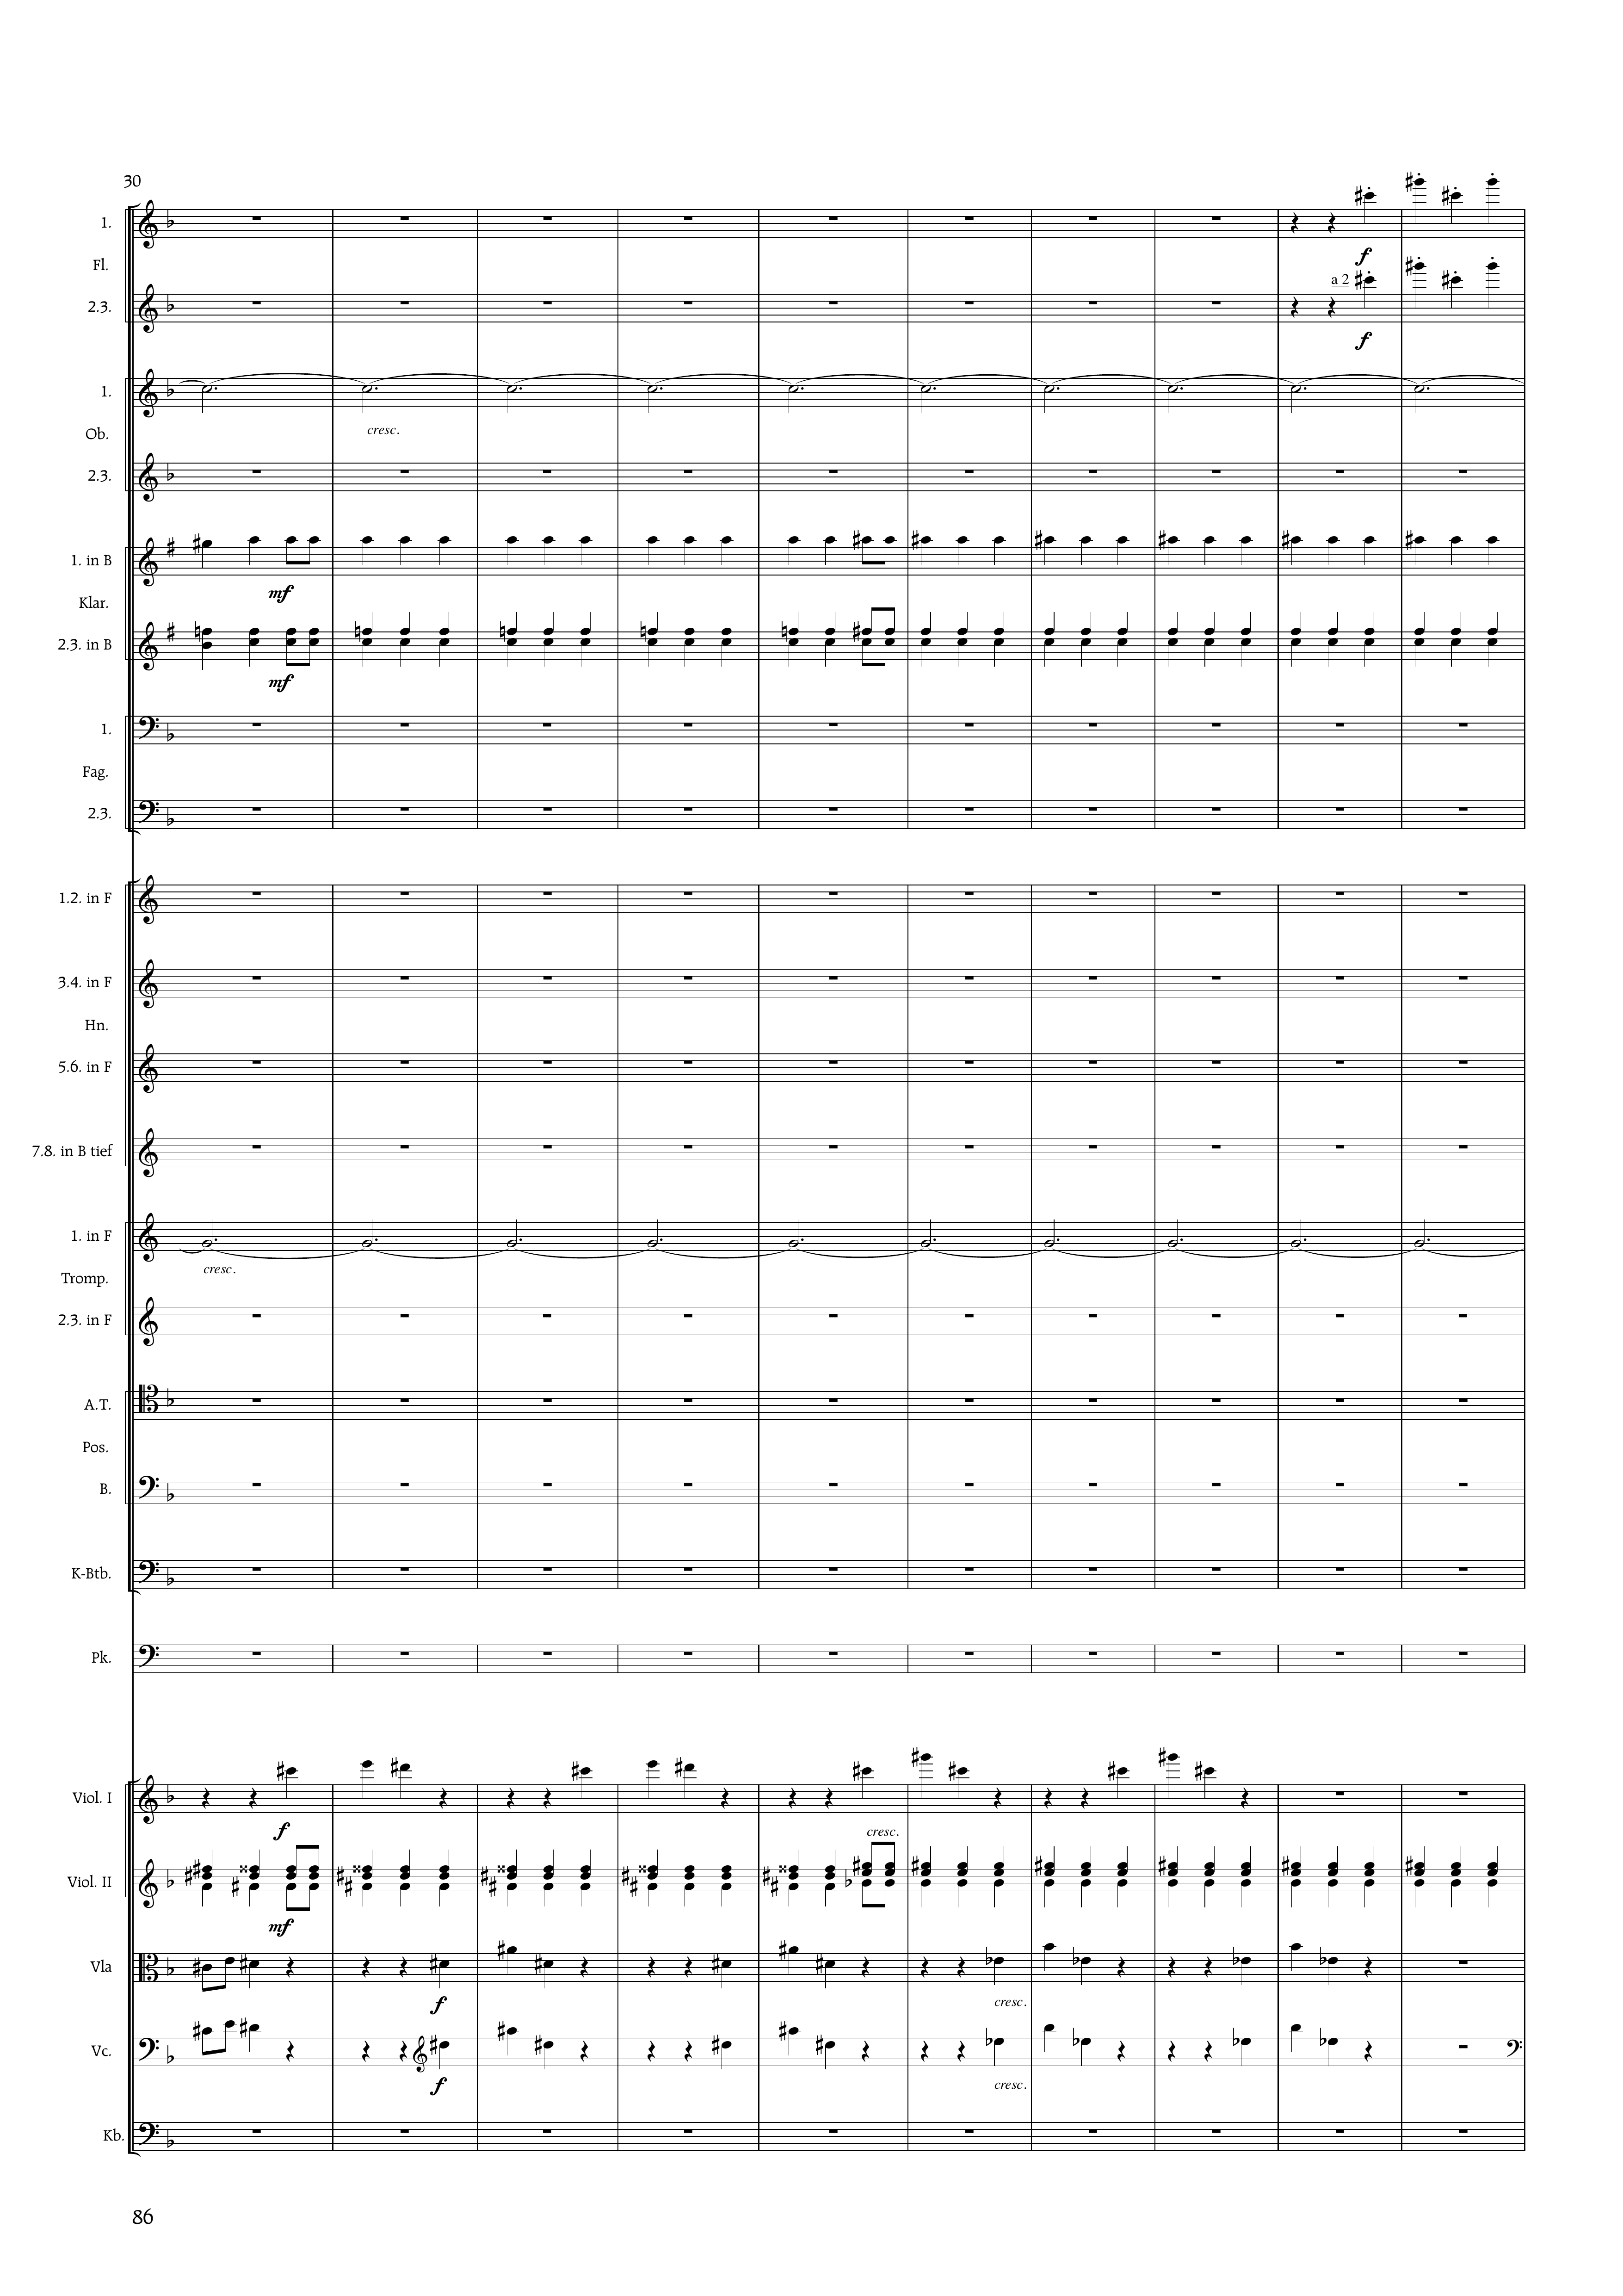 30
1.
f
Fl.
a 2
2.3.
f
1.
cresc.
Ob.
2.3.
1. in B
mf
Klar.
2.3. in B
mf
1.
Fag.
2.3.
1.2. in F
3.4. in F
Hn.
5.6. in F
7.8. in B tief
1. in F
cresc.
Tromp.
2.3. in F
A.T.
Pos.
B.
K-Btb.
Pk.
Viol. I
f
cresc.
Viol. II
mf
Vla
f cresc.
Vc.
f cresc.
Kb.
86